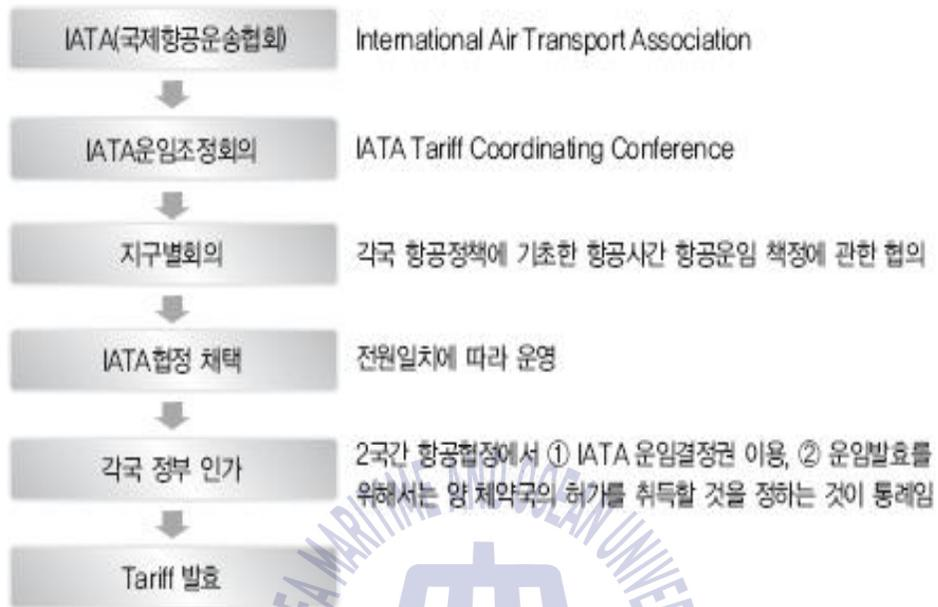 IATA(국제항공운송협회) International Air Transport Association
IATA운임조정회의 IATA Tariff Coordinating Conference
지구별회의 각국 항공정책에 기초한 항공사간 항공운임 책정에 관한 협의
IATA협정 채택 전원일치에 따라 운영
각국 정부 인가 2국간 항공협정에서 ① IATA 운임결정권 이용, ② 운임발효를
위해서는 양 체약국의 허가를 취득할 것을 정하는 것이 통례임
Tariff 발효
MARITIME AND OCEAN